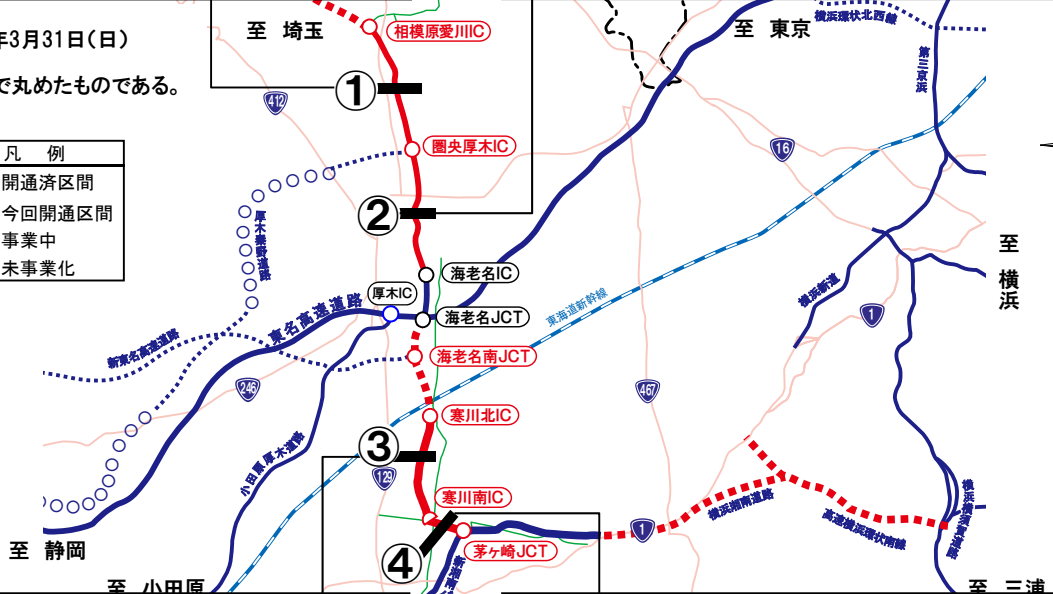 年3月31日(日)
で丸めたものである。
凡 例
開通済区間
今回開通区間
事業中
未事業化
至 埼玉
相模原愛川IC
至 東京
横浜環状北西線
第三京浜
①
412
圏央厚木IC
16
②
厚木秦野道路
海老名IC
至 横浜
厚木IC
東名高速道路
海老名JCT
東海道新幹線
横浜新道
1
新東名高速道路
海老名南JCT
246
467
寒川北IC
③
小田原厚木道路
129
寒川南IC
横浜湘南道路
横浜横須賀道路
高速横浜環状南線
1
④
茅ヶ崎JCT
至 静岡
新湘南
至 小田原
至 三浦